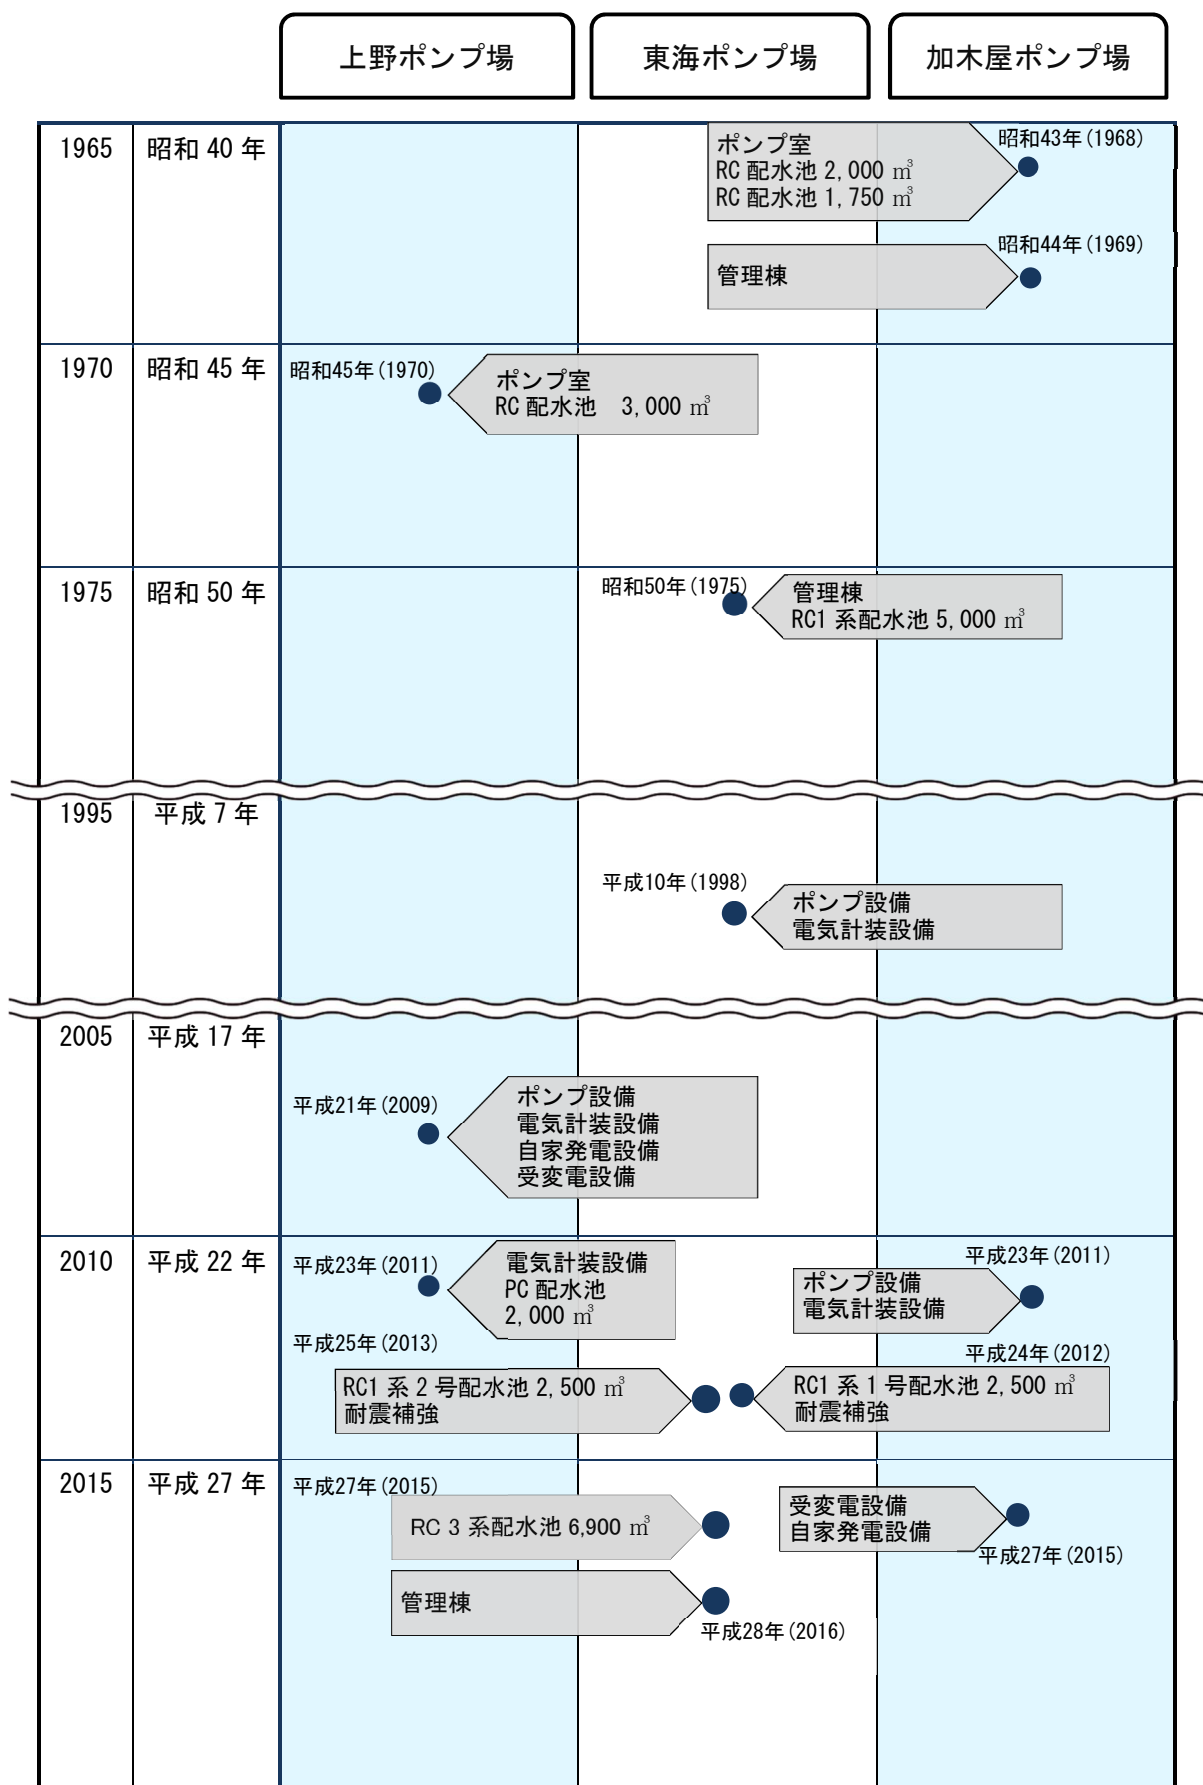 上野ポンプ場
東海ポンプ場
加木屋ポンプ場
1965 昭和 40 年
ポンプ室
RC 配水池 2,000 ㎥
RC 配水池 1,750 ㎥
昭和43年(1968)
管理棟
昭和44年(1969)
1970 昭和 45 年
昭和45年(1970)
ポンプ室
RC 配水池　3,000 ㎥
1975 昭和 50 年
昭和50年(1975)
管理棟
RC1 系配水池 5,000 ㎥
1995 平成 7 年
平成10年(1998)
ポンプ設備
電気計装設備
2005 平成 17 年
平成21年(2009)
ポンプ設備
電気計装設備
自家発電設備
受変電設備
2010 平成 22 年
平成23年(2011)
電気計装設備
PC 配水池
2,000 ㎥
ポンプ設備
電気計装設備
平成23年(2011)
平成25年(2013)
RC1 系 2 号配水池 2,500 ㎥
耐震補強
平成24年(2012)
RC1 系 1 号配水池 2,500 ㎥
耐震補強
2015 平成 27 年
平成27年(2015)
RC 3 系配水池 6,900 ㎥
受変電設備
自家発電設備
平成27年(2015)
管理棟
平成28年(2016)